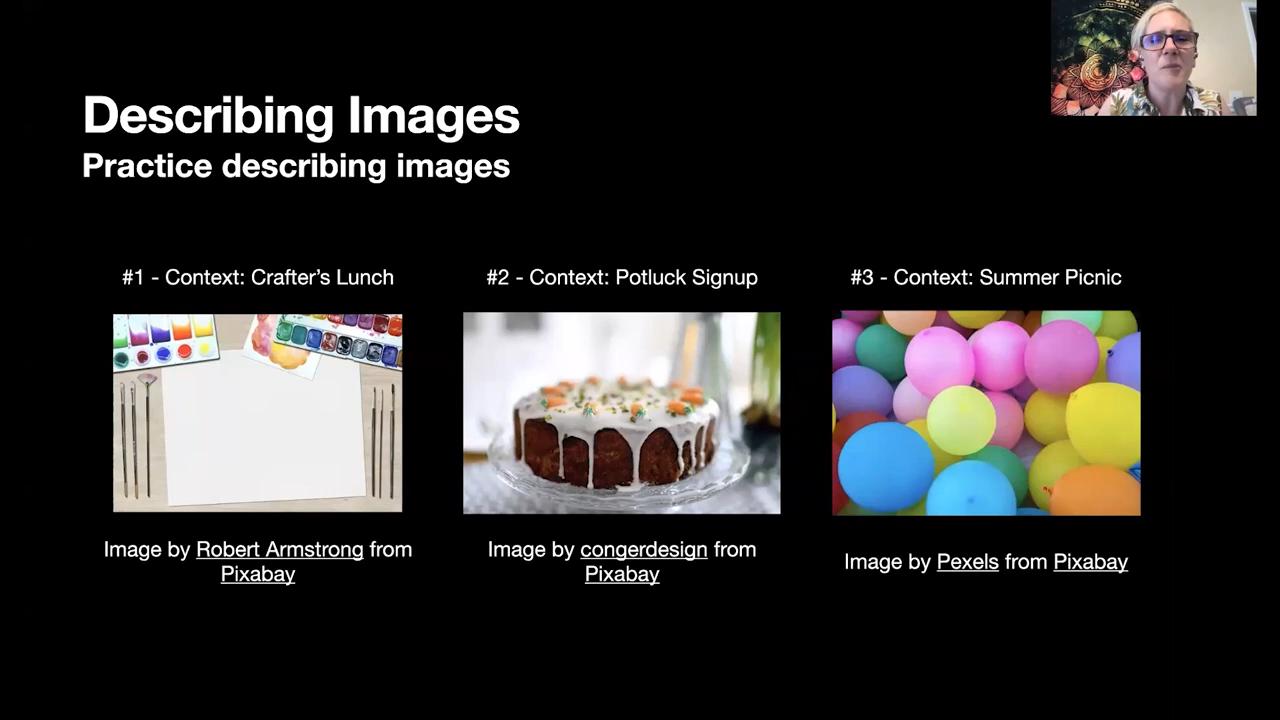 Describing Images
Practice describing images
#1 - Context: Crafter’s Lunch
#2 - Context: Potluck Signup
#3 - Context: Summer Picnic
Image by Robert Armstrong from
Pixabay
Image by congerdesign from
Pixabay
Image by Pexels from Pixabay